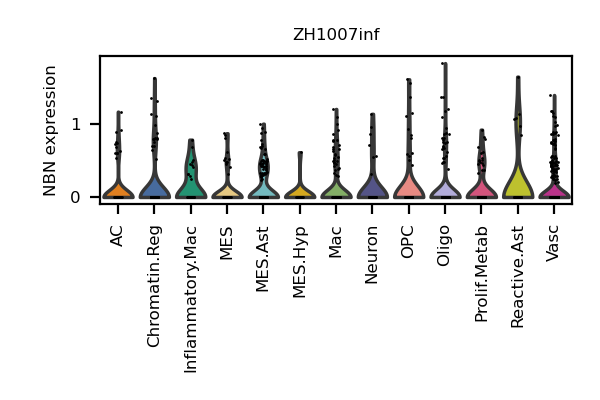 ZH1007inf
NBN expression
1
0
AC
Chromatin.Reg
Inflammatory.Mac
MES
MES.Ast
MES.Hyp
Mac
Neuron
OPC
Oligo
Prolif.Metab
Reactive.Ast
Vasc